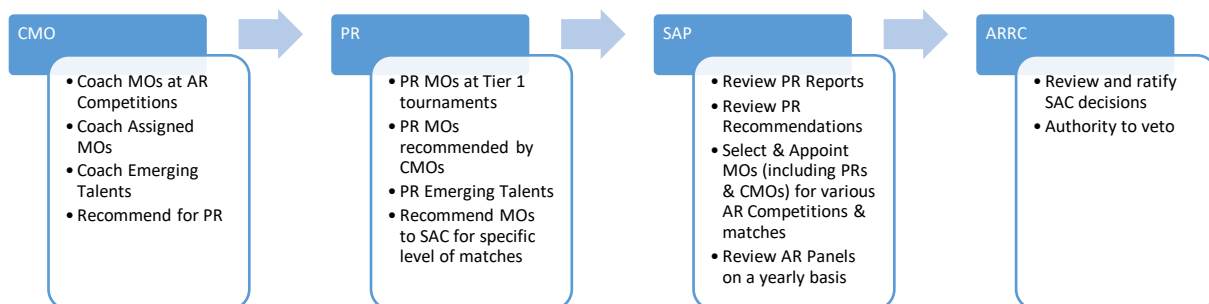 CMO
• Coach MOs at AR
Competitions
• Coach Assigned
MOs
• Coach Emerging
Talents
• Recommend for PR
PR
• PR MOs at Tier 1
tournaments
• PR MOs
recommended by
CMOs
• PR Emerging Talents
• Recommend MOs
to SAC for specific
level of matches
SAP
• Review PR Reports
• Review PR
Recommendations
• Select & Appoint
MOs (including PRs
& CMOs) for various
AR Competitions &
matches
• Review AR Panels
on a yearly basis
ARRC
• Review and ratify
SAC decisions
• Authority to veto